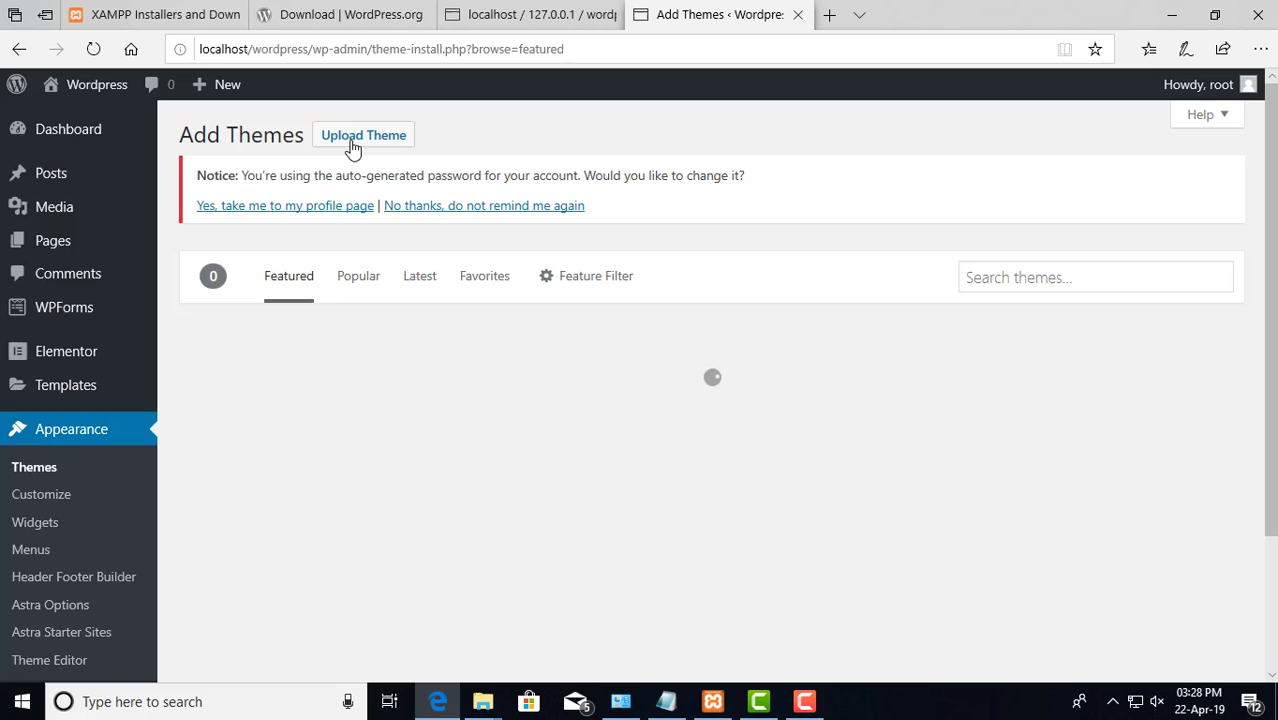 XAMPP Installers and Down
Download | WordPress.org
localhost / 127.0.0.1 / wordp
Add Themes ‹ Wordpres
localhost/wordpress/wp-admin/theme-install.php?browse=featured
Wordpress
0
New
Howdy, root
Dashboard
Posts
Media
Pages
Comments
WPForms
Elementor
Templates
Appearance
Themes
Customize
Widgets
Menus
Header Footer Builder
Astra Options
Astra Starter Sites
Theme Editor
Add Themes
Upload Theme
Help
Notice: You're using the auto-generated password for your account. Would you like to change it?
Yes, take me to my profile page | No thanks, do not remind me again
0
Featured
Popular
Latest
Favorites
Feature Filter
Search themes...
Type here to search
5
03:28 PM
22-Apr-19
12